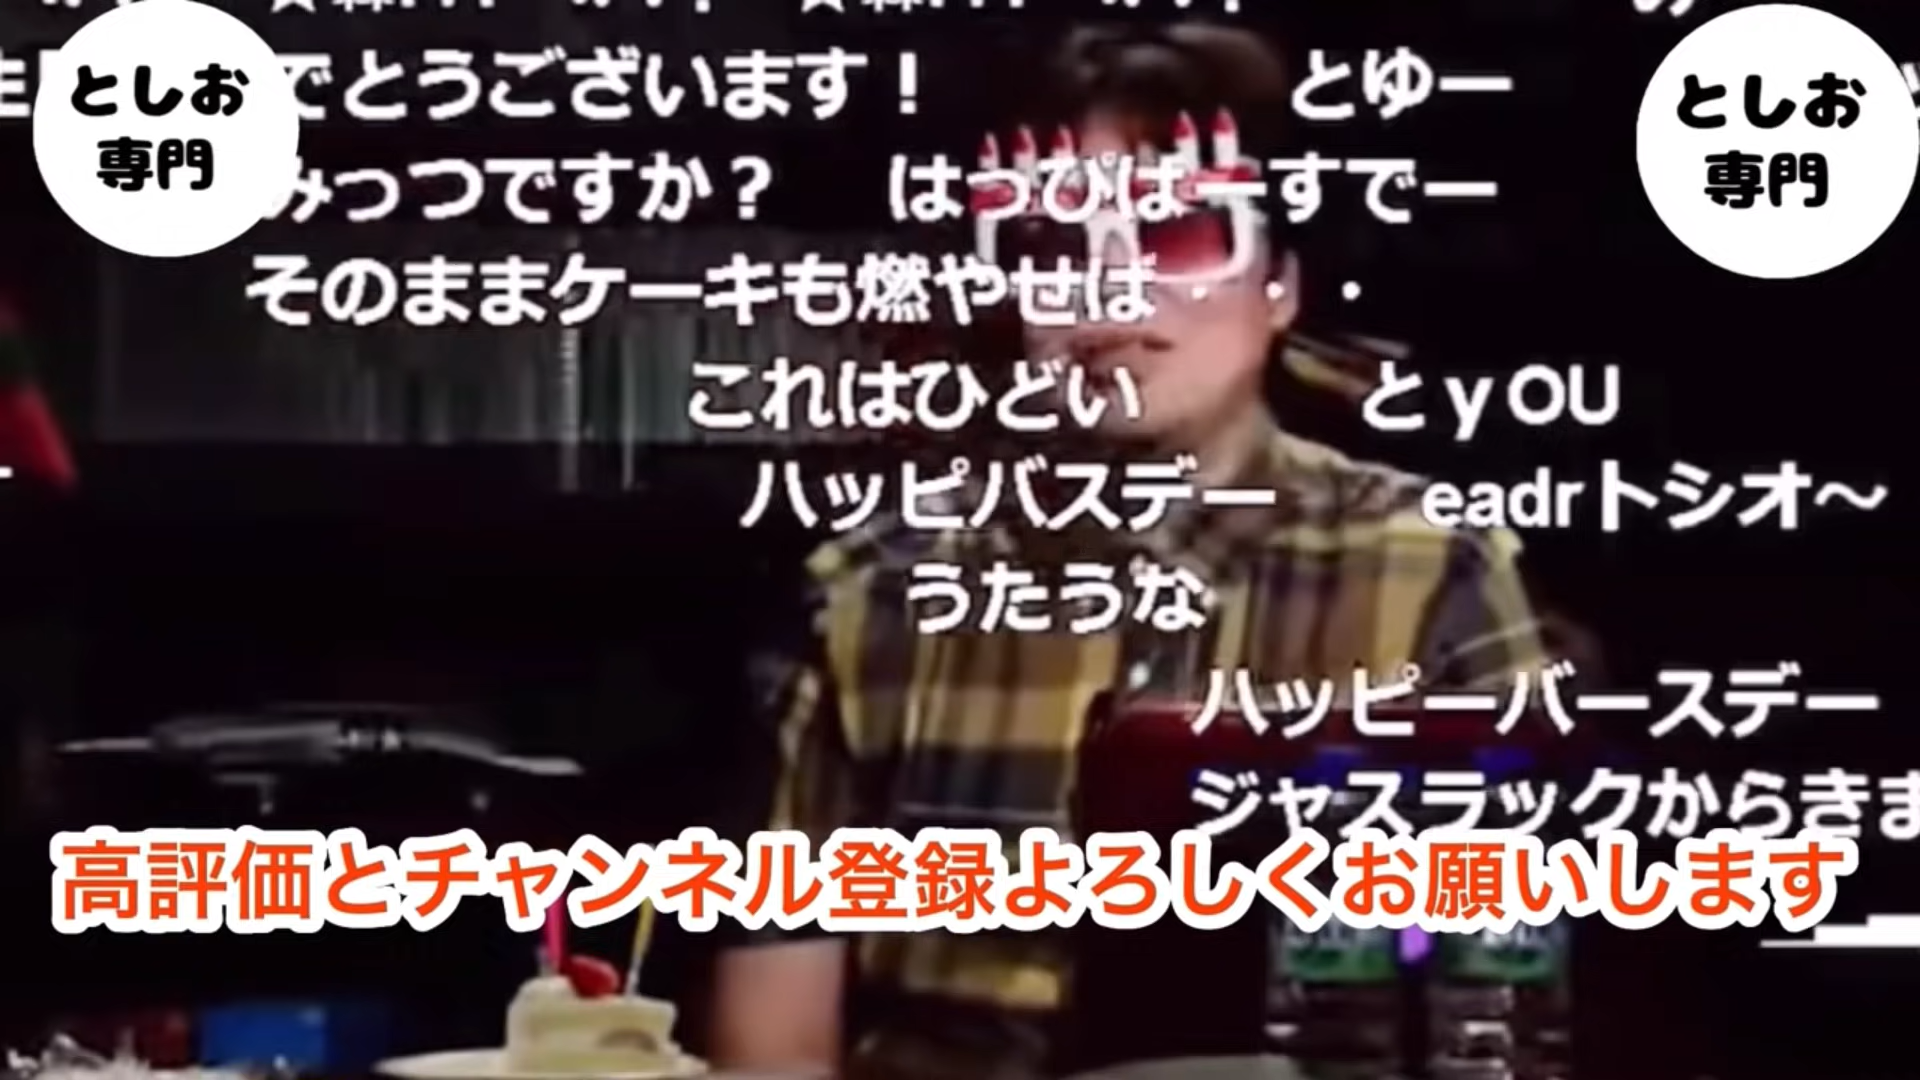 としお
専門
としお
専門
でとうございます！
とゆー
みっつですか？
はっぴばーすでー
そのままケーキも燃やせば・・・
これはひどい
とｙOU
ハッピバスデー
eadrトシオ～
うたうな
ハッピーバースデー
ジャスラックからきま
高評価とチャンネル登録よろしくお願いします